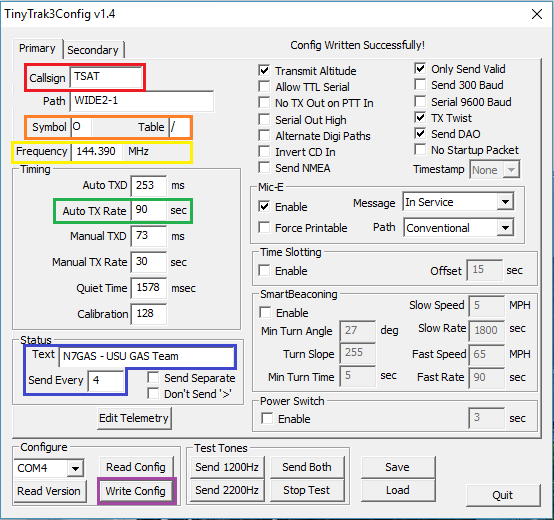 TinyTrak3Config v1.4
Primary
Secondary
Config Written Successfully!
Callsign TSAT
Path WIDE2-1
Symbol O Table /
Frequency 144.390 MHz
Timing
Auto TXD 253 ms
Auto TX Rate 90 sec
Manual TXD 73 ms
Manual TX Rate 30 sec
Quiet Time 1578 msec
Calibration 128
Status
Text N7GAS - USU GAS Team
Send Every 4
Send Separate
Don't Send '>'
Edit Telemetry
Transmit Altitude
Allow TTL Serial
No TX Out on PTT In
Serial Out High
Alternate Digi Paths
Invert CD In
Send NMEA
Only Send Valid
Send 300 Baud
Serial 9600 Baud
TX Twist
Send DAO
No Startup Packet
Timestamp None
Mic-E
Enable
Message In Service
Force Printable
Path Conventional
Time Slotting
Enable
Offset 15 sec
SmartBeaconing
Enable
Min Turn Angle 27 deg
Turn Slope 255
Min Turn Time 5 sec
Slow Speed 5 MPH
Slow Rate 1800 sec
Fast Speed 65 MPH
Fast Rate 90 sec
Power Switch
Enable
3 sec
Configure
COM4
Read Config
Read Version
Write Config
Test Tones
Send 1200Hz
Send Both
Send 2200Hz
Stop Test
Save
Load
Quit